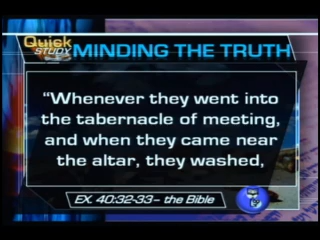 Quick
STUDY
MINDING THE TRUTH
“Whenever they went into
the tabernacle of meeting,
and when they came near
the altar, they washed,
EX. 40:32-33 – the Bible